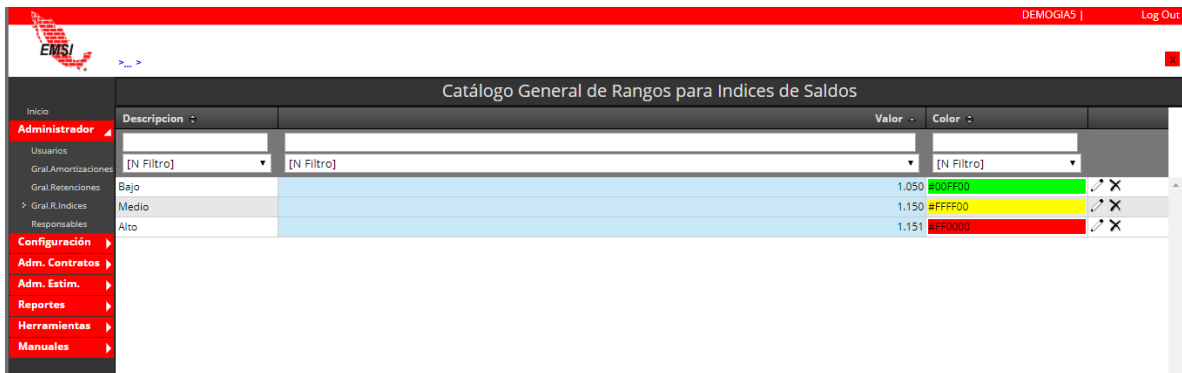 DEMOGIA5 | Log Out
EMSI
>... >
X
Catálogo General de Rangos para Indices de Saldos
Inicio
Descripcion Valor Color
Administrador
Usuarios
[N Filtro] [N Filtro] [N Filtro]
Gral.Amortizaciones
Gral.Retenciones
Bajo 1.050 #00FF00
> Gral.R.Indices
Medio 1.150 #FFFF00
Responsables
Alto 1.151 #FF0000
Configuración
Adm. Contratos
Adm. Estim.
Reportes
Herramientas
Manuales